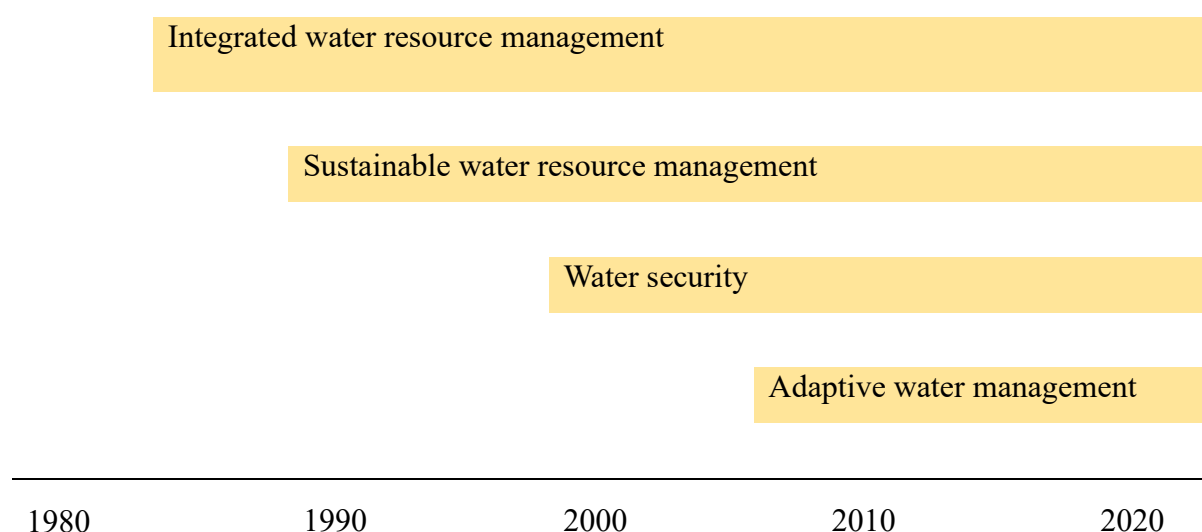 Integrated water resource management
Sustainable water resource management
Water security
Adaptive water management
1980 1990 2000 2010 2020